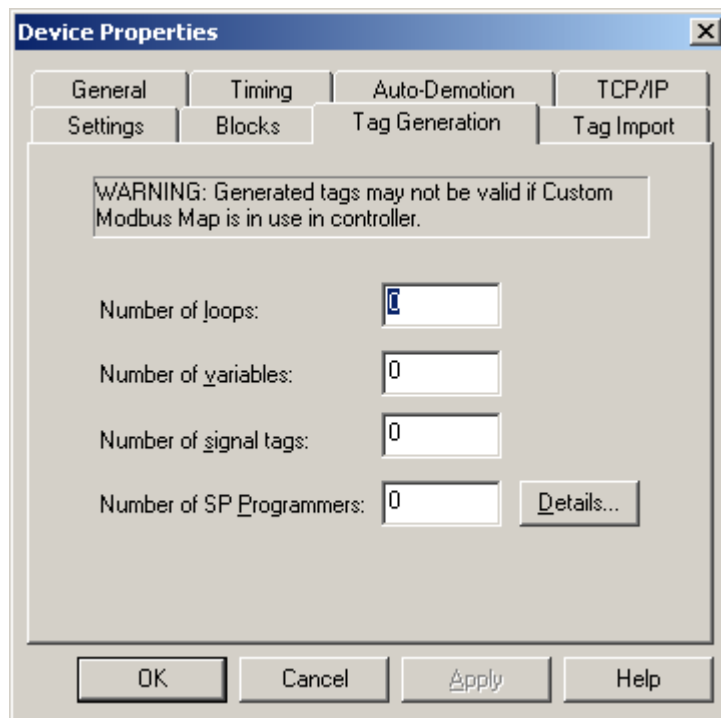 Device Properties
General Timing Auto-Demotion TCP/IP
Settings Blocks Tag Generation Tag Import
WARNING: Generated tags may not be valid if Custom
Modbus Map is in use in controller.
Number of loops: 0
Number of variables: 0
Number of signal tags: 0
Number of SP Programmers: 0 Details...
OK Cancel Apply Help